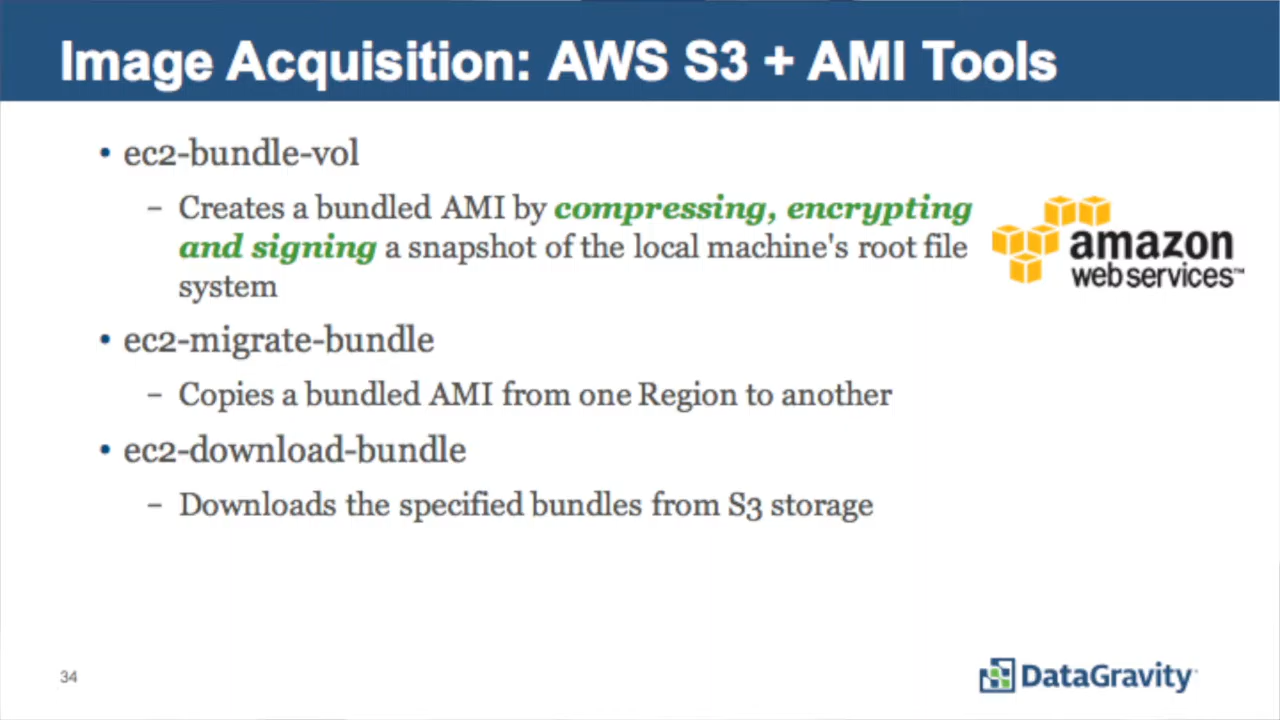 Image Acquisition: AWS S3 + AMI Tools
• ec2-bundle-vol
– Creates a bundled AMI by compressing, encrypting
and signing a snapshot of the local machine's root file
system
amazon
web services™
• ec2-migrate-bundle
– Copies a bundled AMI from one Region to another
• ec2-download-bundle
– Downloads the specified bundles from S3 storage
34
DataGravity